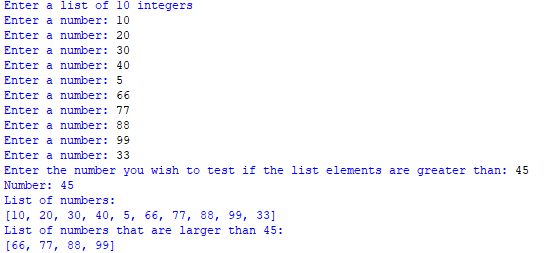 Enter a list of 10 integers
Enter a number: 10
Enter a number: 20
Enter a number: 30
Enter a number: 40
Enter a number: 5
Enter a number: 66
Enter a number: 77
Enter a number: 88
Enter a number: 99
Enter a number: 33
Enter the number you wish to test if the list elements are greater than: 45
Number: 45
List of numbers:
[10, 20, 30, 40, 5, 66, 77, 88, 99, 33]
List of numbers that are larger than 45:
[66, 77, 88, 99]